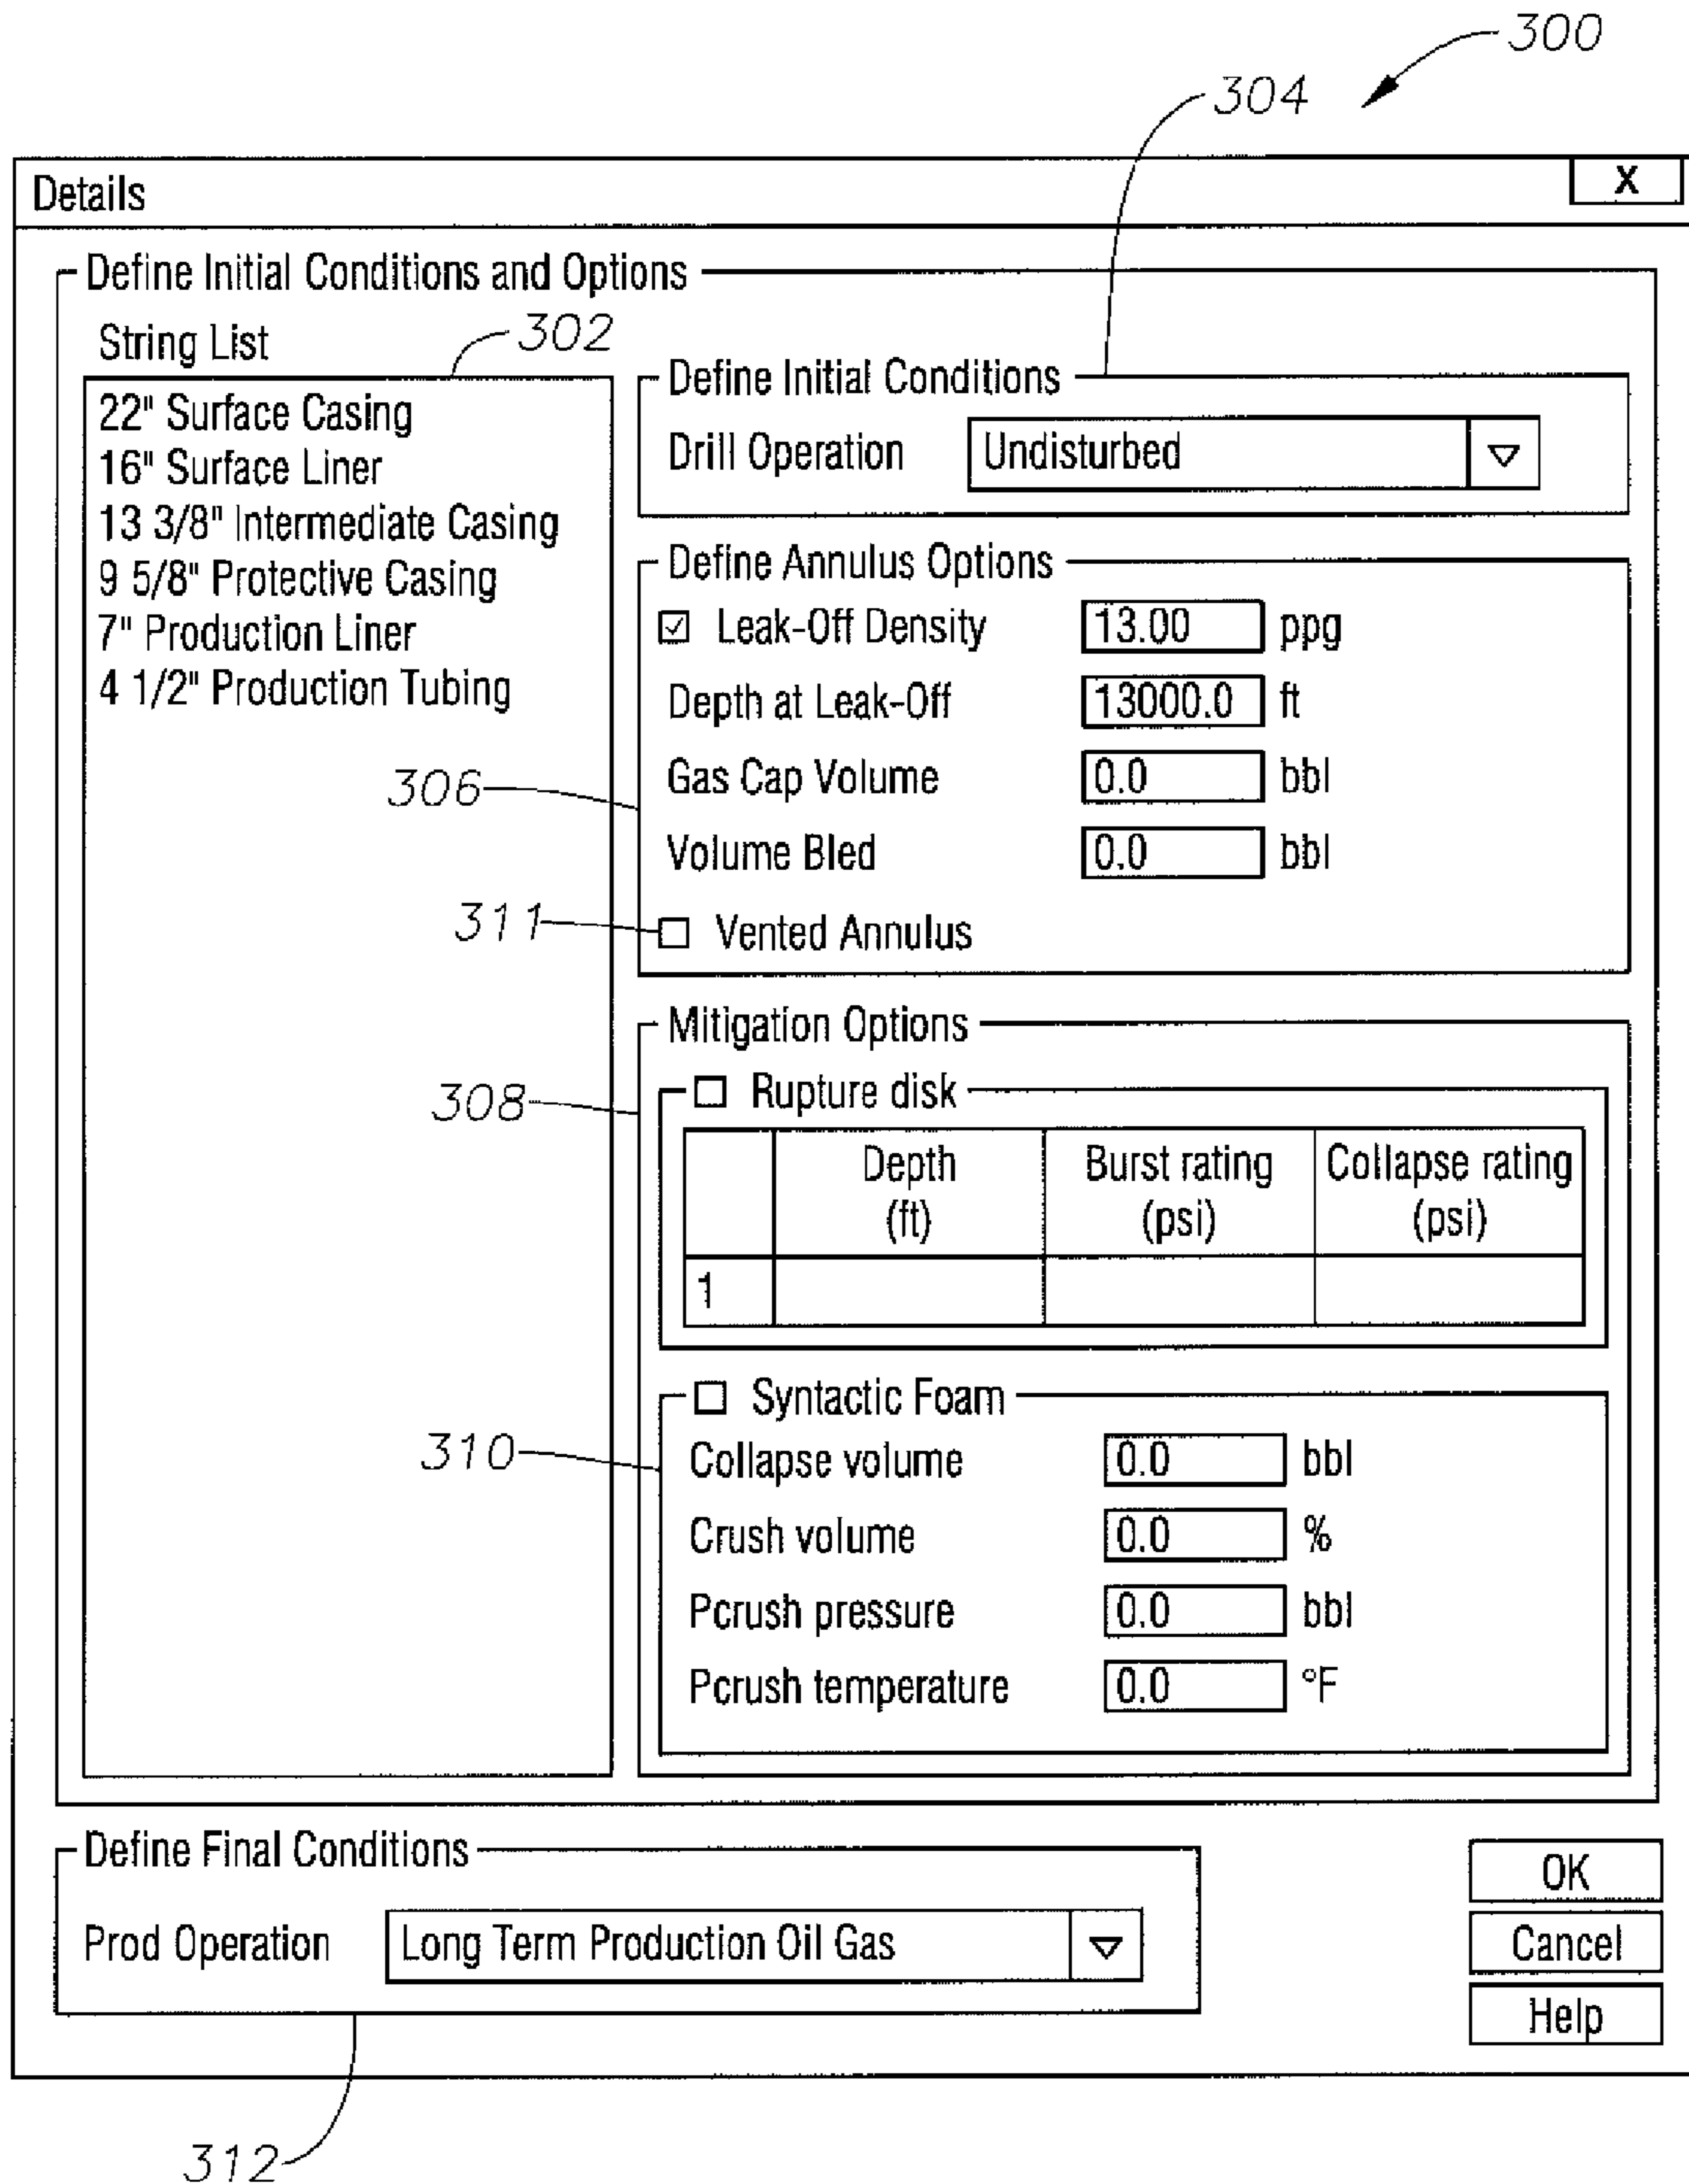 300
304
Details X
Define Initial Conditions and Options
String List
302
22" Surface Casing
16" Surface Liner
13 3/8" Intermediate Casing
9 5/8" Protective Casing
7" Production Liner
4 1/2" Production Tubing
Define Initial Conditions
Drill Operation Undisturbed
Define Annulus Options
Leak-Off Density 13.00 ppg
Depth at Leak-Off 13000.0 ft
306
Gas Cap Volume 0.0 bbl
Volume Bled 0.0 bbl
311
Vented Annulus
Mitigation Options
308
Rupture disk
Depth (ft) Burst rating (psi) Collapse rating (psi)
1
Syntactic Foam
310
Collapse volume 0.0 bbl
Crush volume 0.0 %
Pcrush pressure 0.0 bbl
Pcrush temperature 0.0 °F
Define Final Conditions
Prod Operation Long Term Production Oil Gas
OK
Cancel
Help
312